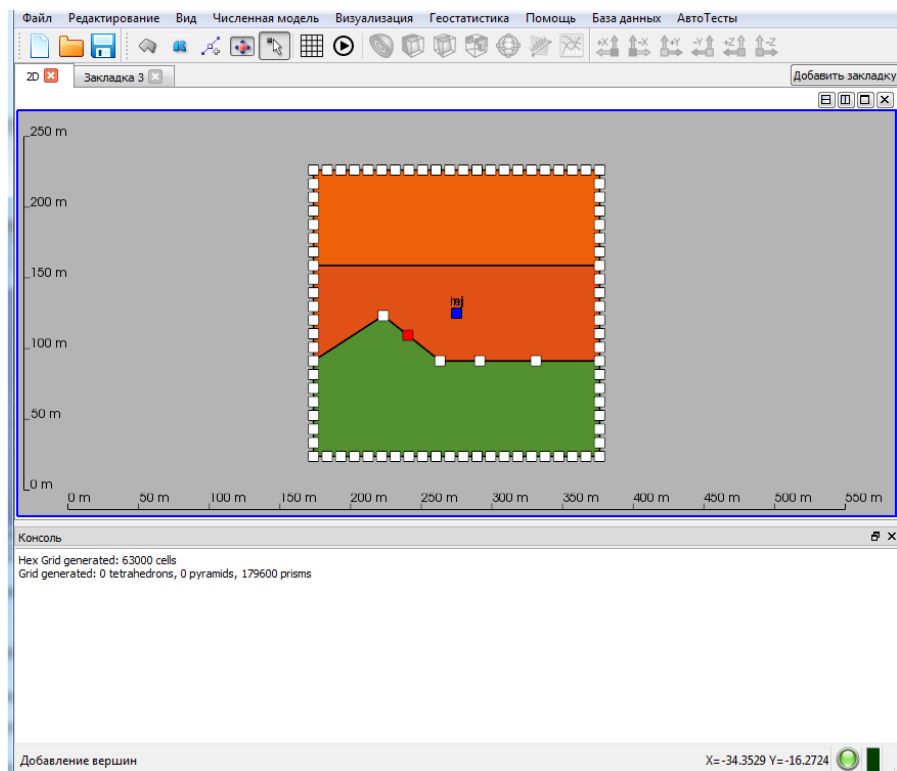 Файл Редактирование Вид Численная модель Визуализация Геостатистика Помощь База данных АвтоТесты
+X -X +Y -Y +Z -Z
2D Закладка 3 Добавить закладку
250 m
200 m
150 m
100 m
50 m
0 m
0 m 50 m 100 m 150 m 200 m 250 m 300 m 350 m 400 m 450 m 500 m 550 m
Консоль
Hex Grid generated: 63000 cells
Grid generated: 0 tetrahedrons, 0 pyramids, 179600 prisms
Добавление вершин X=-34.3529 Y=-16.2724